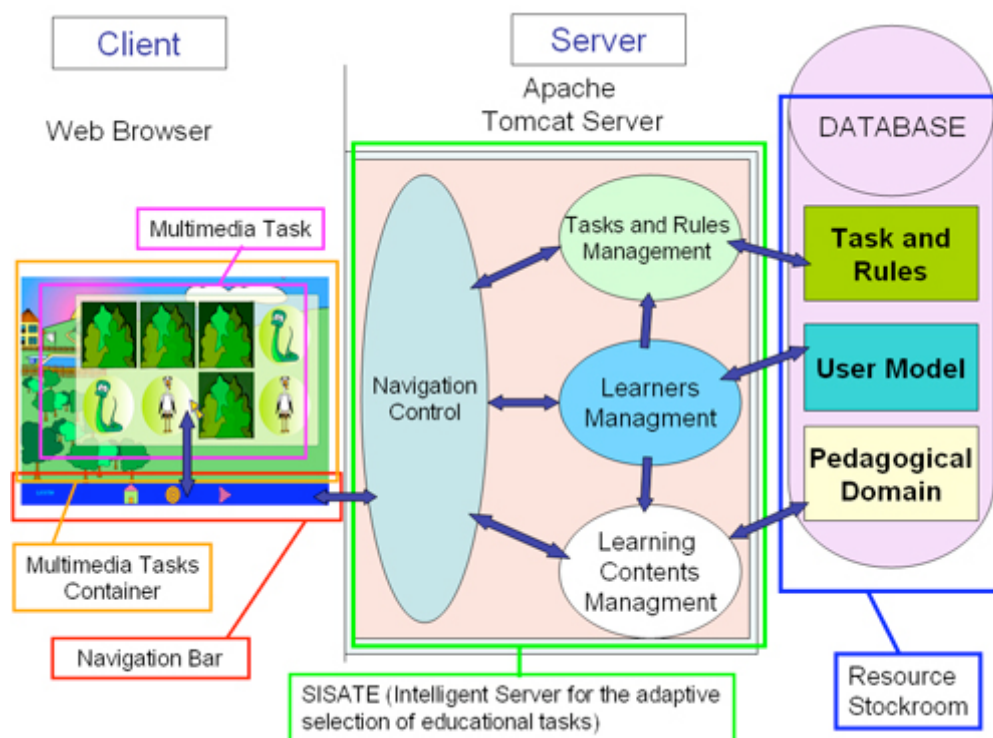 Client
Server
Web Browser
Apache
Tomcat Server
DATABASE
Multimedia Task
Tasks and Rules
Management
Task and
Rules
Navigation
Control
Learners
Managment
User Model
Pedagogical
Domain
Learning
Contents
Managment
Multimedia Tasks
Container
Navigation Bar
SISATE (Intelligent Server for the adaptive
selection of educational tasks)
Resource
Stockroom